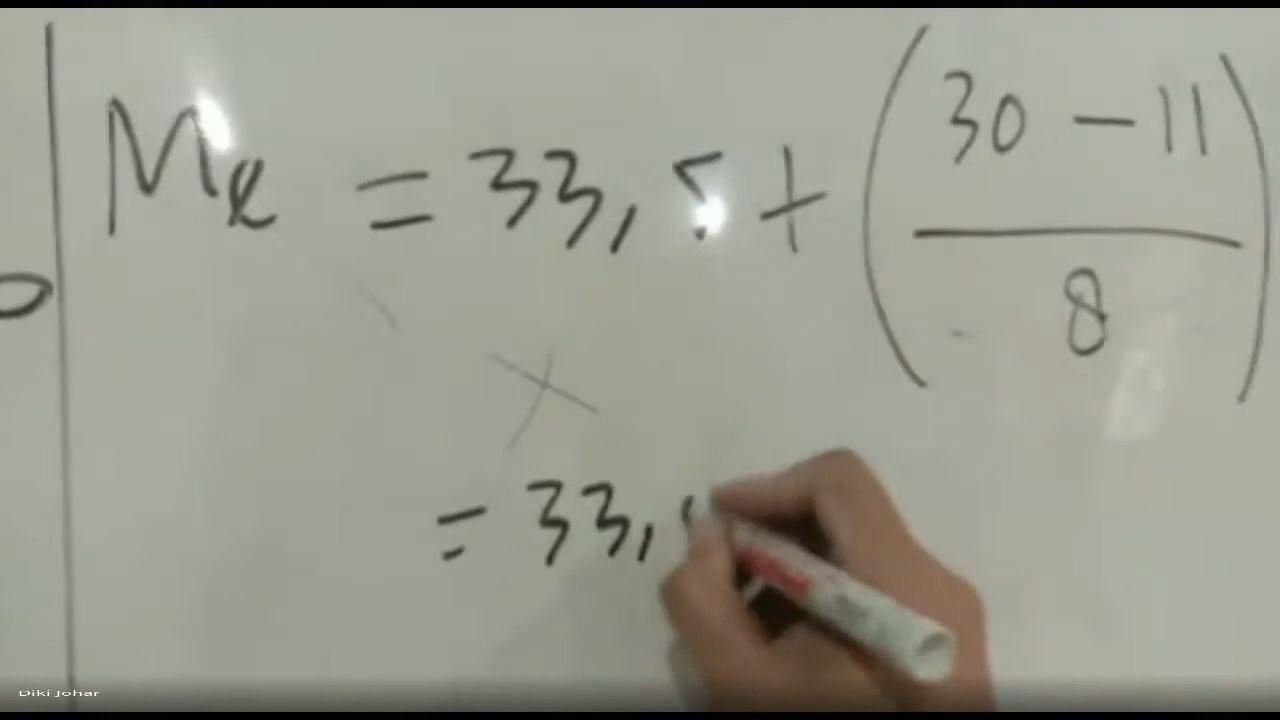 Me = 33,5 + (30 - 11 / 8)
= 33,
Diki Johar